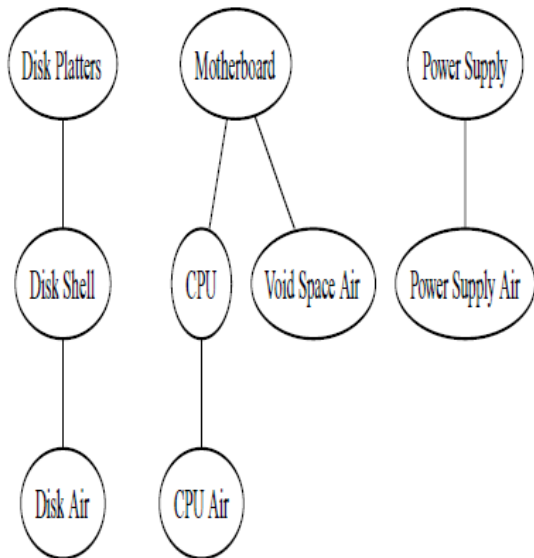 Disk Platters
Motherboard
Power Supply
Disk Shell
CPU
Void Space Air
Power Supply Air
Disk Air
CPU Air